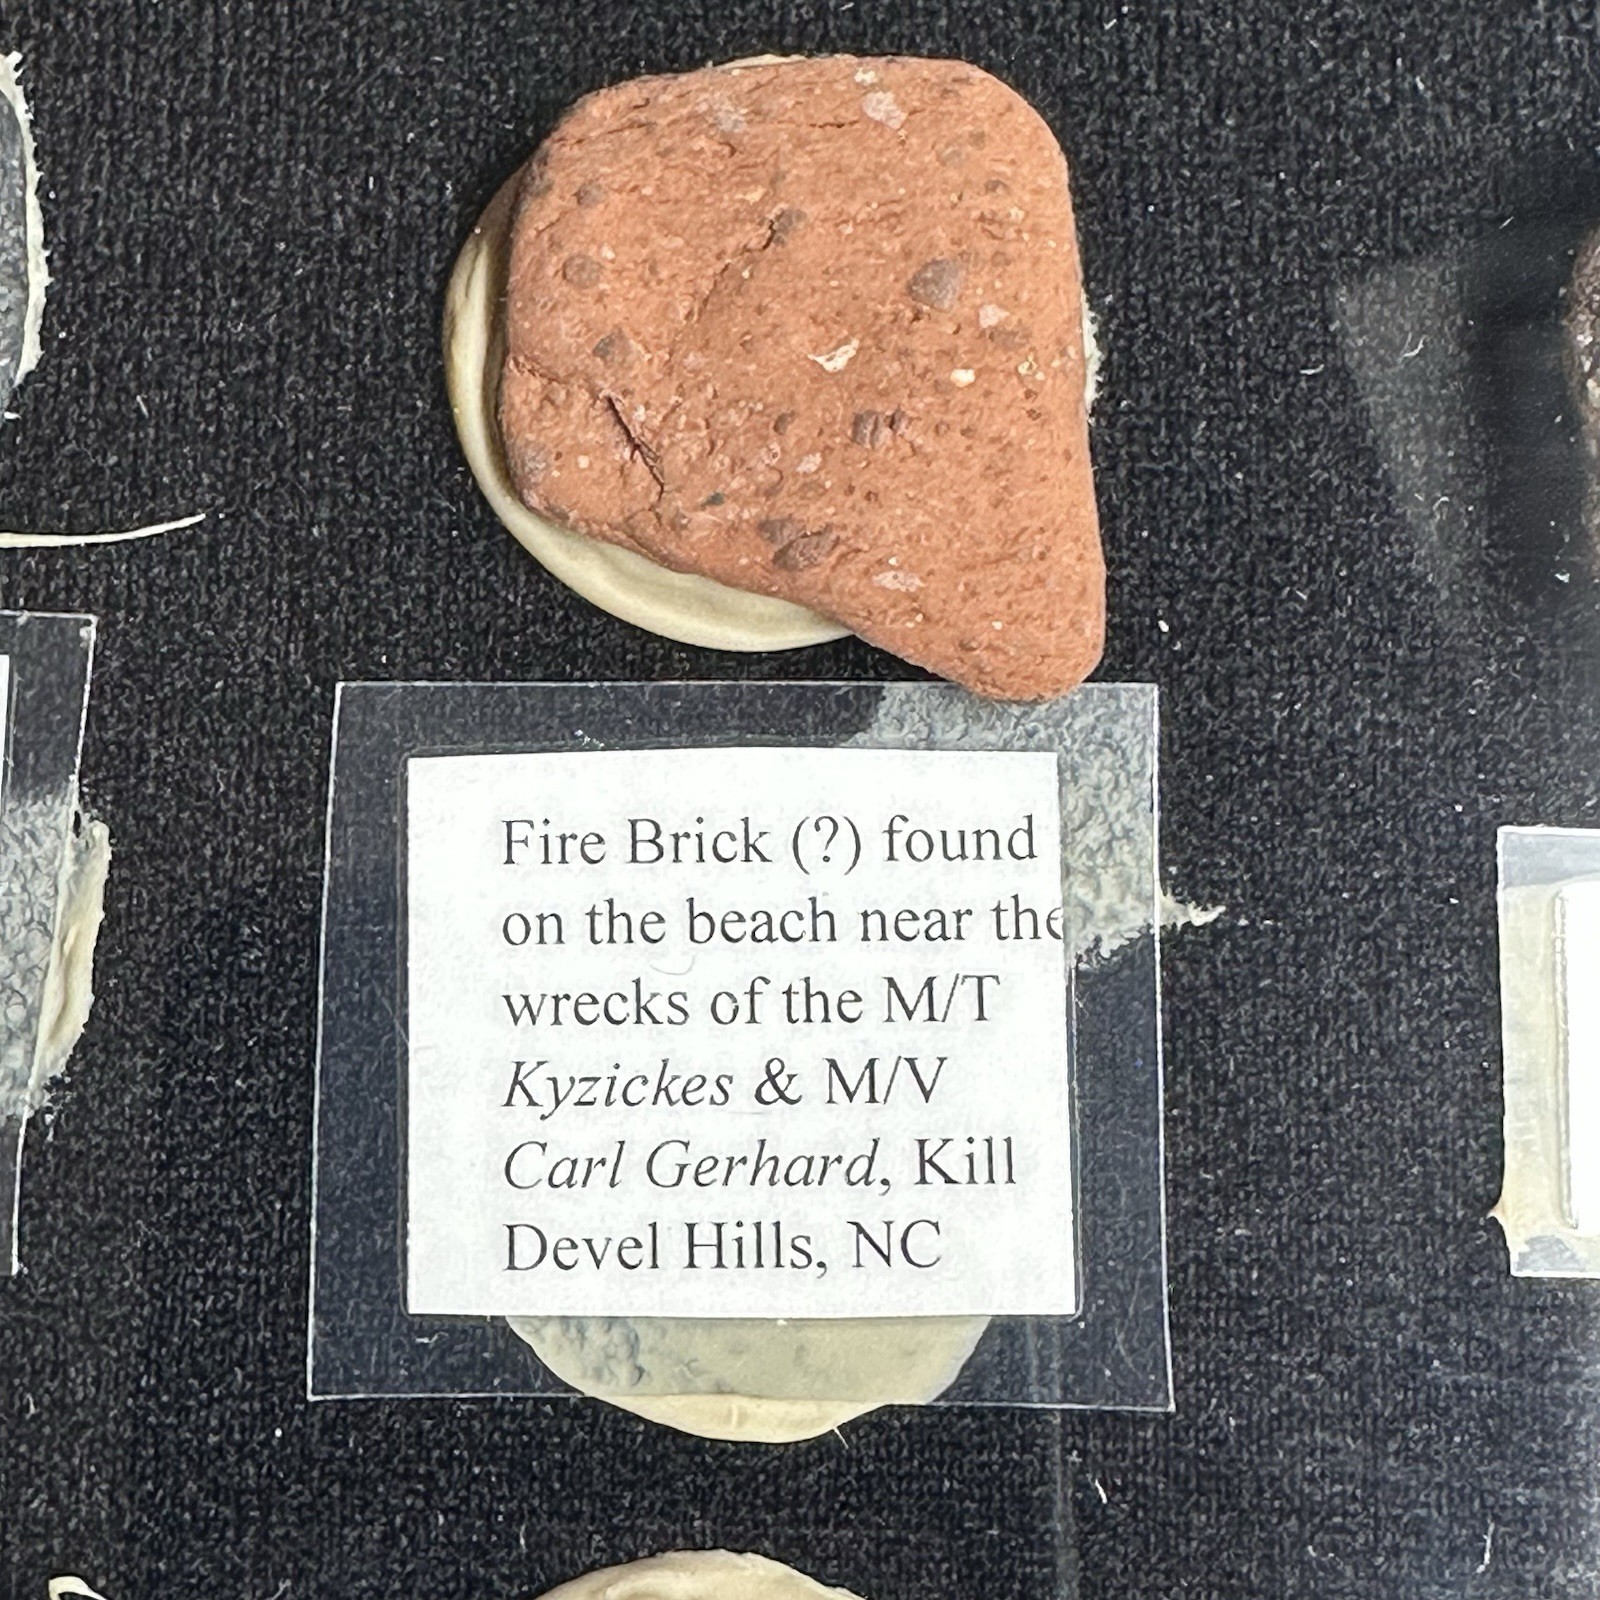 Fire Brick (?) found
on the beach near the
wrecks of the M/T
Kyzickes & M/V
Carl Gerhard, Kill
Devel Hills, NC